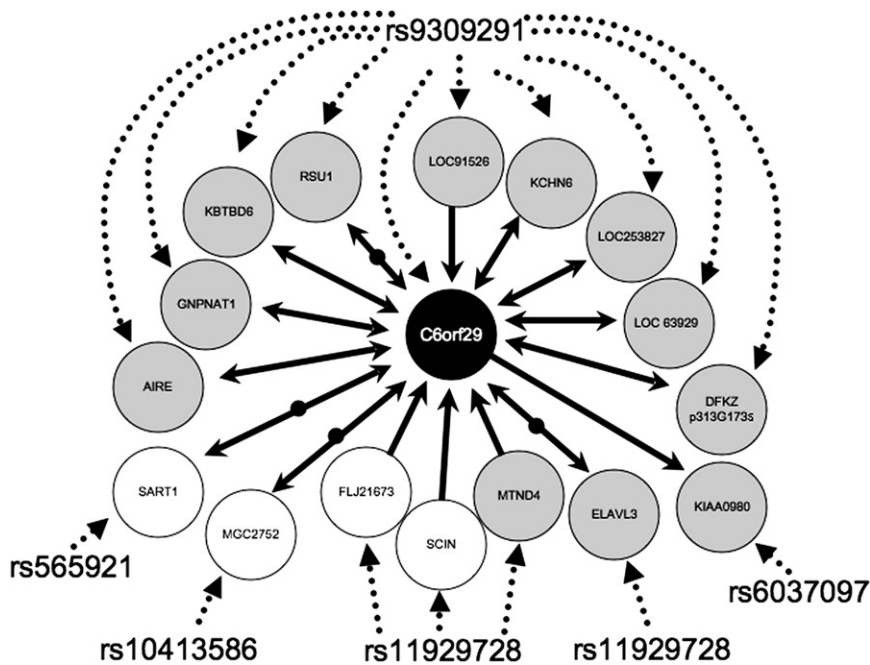 rs9309291
LOC91526
RSU1
KCHN6
KBTBD6
LOC253827
GNPNAT1
LOC 63929
C6orf29
AIRE
DFKZ
p313G173s
SART1
FLJ21673
MTND4
KIAA0980
ELAVL3
MGC2752
SCIN
rs565921
rs6037097
rs10413586
rs11929728
rs11929728